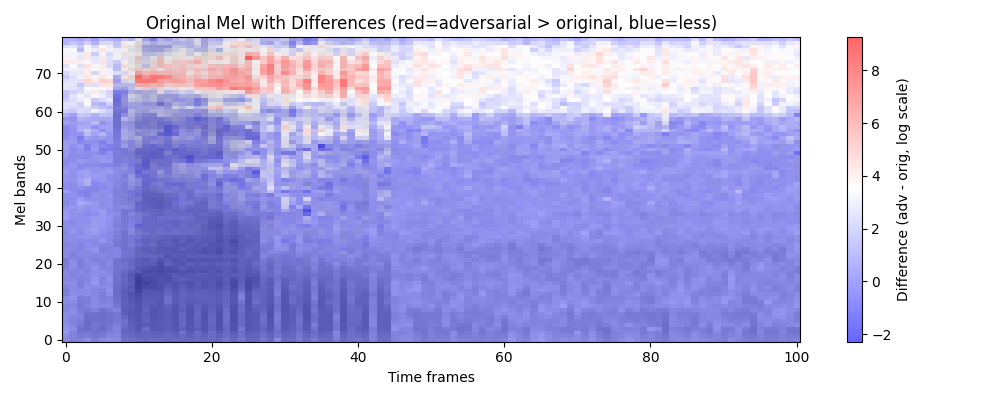 Original Mel with Differences (red=adversarial > original, blue=less)
Mel bands
70
60
50
40
30
20
10
0
0 20 40 60 80 100
Time frames
8
6
4
2
0
−2
Difference (adv - orig, log scale)